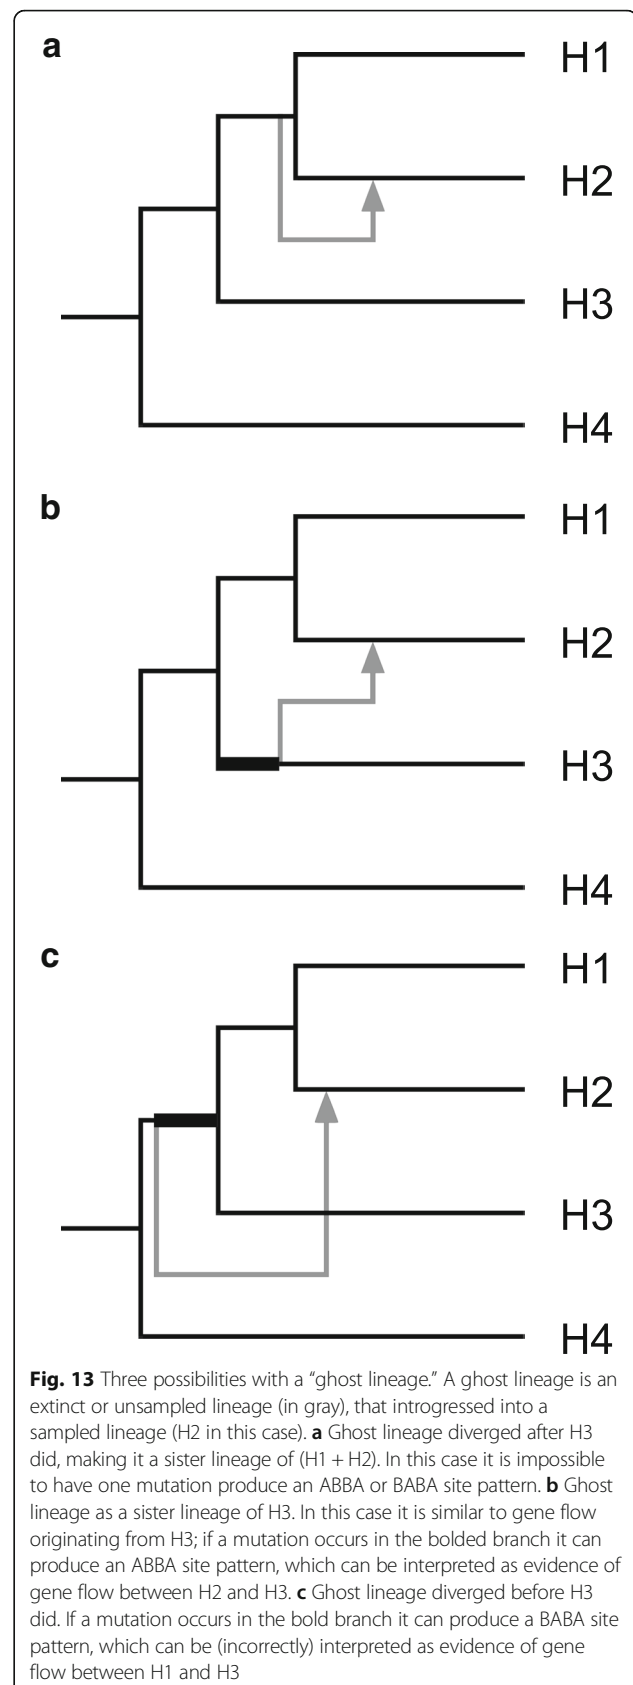 a
H1
H2
H3
H4
b
H1
H2
H3
H4
c
H1
H2
H3
H4
Fig. 13 Three possibilities with a “ghost lineage.” A ghost lineage is an
extinct or unsampled lineage (in gray), that introgressed into a
sampled lineage (H2 in this case). a Ghost lineage diverged after H3
did, making it a sister lineage of (H1 + H2). In this case it is impossible
to have one mutation produce an ABBA or BABA site pattern. b Ghost
lineage as a sister lineage of H3. In this case it is similar to gene flow
originating from H3; if a mutation occurs in the bolded branch it can
produce an ABBA site pattern, which can be interpreted as evidence of
gene flow between H2 and H3. c Ghost lineage diverged before H3
did. If a mutation occurs in the bold branch it can produce a BABA site
pattern, which can be (incorrectly) interpreted as evidence of gene
flow between H1 and H3